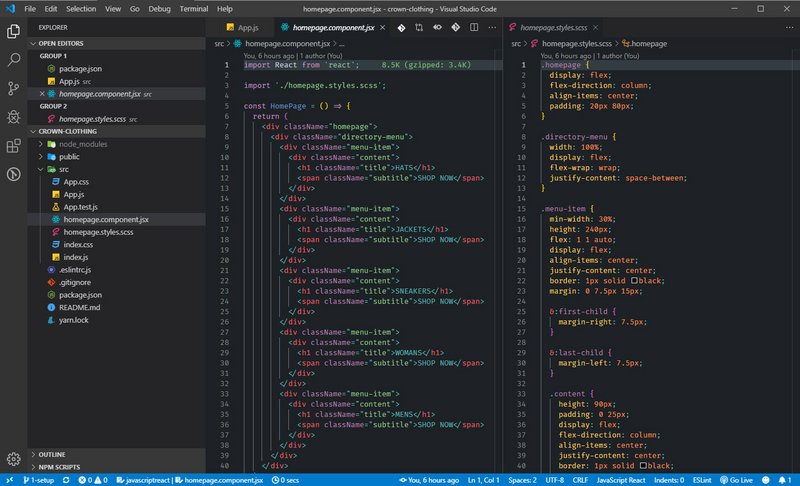 File Edit Selection View Go Debug Terminal Help
homepage.component.jsx - crown-clothing - Visual Studio Code
EXPLORER
OPEN EDITORS
GROUP 1
package.json
App.js src
homepage.component.jsx src
GROUP 2
homepage.styles.scss src
CROWN-CLOTHING
node_modules
public
src
App.css
App.js
App.test.js
homepage.component.jsx
homepage.styles.scss
index.css
index.js
.eslintrc.js
.gitignore
package.json
README.md
yarn.lock
OUTLINE
NPM SCRIPTS
App.js
homepage.component.jsx
src > homepage.component.jsx > ...
You, 6 hours ago | 1 author (You)
1 import React from 'react'; 8.5K (gzipped: 3.4K)
2
3 import './homepage.styles.scss';
4
5 const HomePage = () => {
6 return (
7 <div className="homepage">
8 <div className="directory-menu">
9 <div className="menu-item">
10 <div className="content">
11 <h1 className="title">HATS</h1>
12 <span className="subtitle">SHOP NOW</span>
13 </div>
14 </div>
15 <div className="menu-item">
16 <div className="content">
17 <h1 className="title">JACKETS</h1>
18 <span className="subtitle">SHOP NOW</span>
19 </div>
20 </div>
21 <div className="menu-item">
22 <div className="content">
23 <h1 className="title">SNEAKERS</h1>
24 <span className="subtitle">SHOP NOW</span>
25 </div>
26 </div>
27 <div className="menu-item">
28 <div className="content">
29 <h1 className="title">WOMANS</h1>
30 <span className="subtitle">SHOP NOW</span>
31 </div>
32 </div>
33 <div className="menu-item">
34 <div className="content">
35 <h1 className="title">MENS</h1>
36 <span className="subtitle">SHOP NOW</span>
37 </div>
38 </div>
39 </div>
40 </div>
homepage.styles.scss
src > homepage.styles.scss > .homepage
You, 6 hours ago | 1 author (You)
1 .homepage {
2 display: flex;
3 flex-direction: column;
4 align-items: center;
5 padding: 20px 80px;
6 }
7
8 .directory-menu {
9 width: 100%;
10 display: flex;
11 flex-wrap: wrap;
12 justify-content: space-between;
13 }
14
15 .menu-item {
16 min-width: 30%;
17 height: 240px;
18 flex: 1 1 auto;
19 display: flex;
20 align-items: center;
21 justify-content: center;
22 border: 1px solid black;
23 margin: 0 7.5px 15px;
24
25 &:first-child {
26 margin-right: 7.5px;
27 }
28
29 &:last-child {
30 margin-left: 7.5px;
31 }
32
33 .content {
34 height: 90px;
35 padding: 0 25px;
36 display: flex;
37 flex-direction: column;
38 align-items: center;
39 justify-content: center;
40 border: 1px solid black;
1-setup 0 0 javascriptreact | homepage.component.jsx 0 secs You, 6 hours ago Ln 1, Col 1 Spaces: 2 UTF-8 CRLF JavaScript React Indents: 0 ESLint Go Live 1